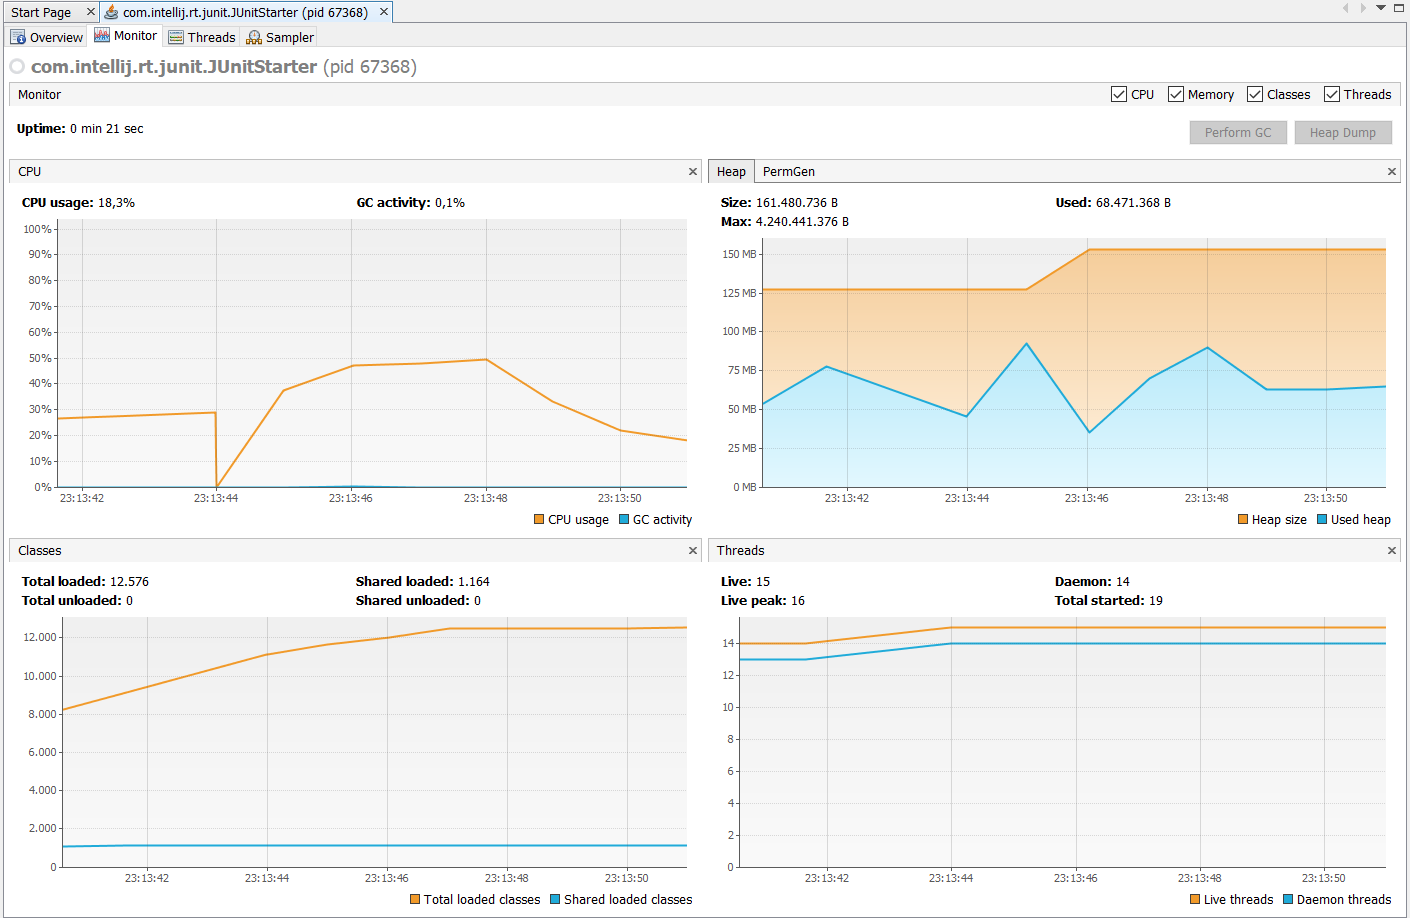 Start Page
com.intellij.rt.junit.JUnitStarter (pid 67368)
Overview Monitor Threads Sampler
com.intellij.rt.junit.JUnitStarter (pid 67368)
Monitor
CPU Memory Classes Threads
Uptime: 0 min 21 sec
Perform GC Heap Dump
CPU
CPU usage: 18,3% GC activity: 0,1%
100%
90%
80%
70%
60%
50%
40%
30%
20%
10%
0%
23:13:42 23:13:44 23:13:46 23:13:48 23:13:50
CPU usage GC activity
Heap PermGen
Size: 161.480.736 B Used: 68.471.368 B
Max: 4.240.441.376 B
150 MB
125 MB
100 MB
75 MB
50 MB
25 MB
0 MB
23:13:42 23:13:44 23:13:46 23:13:48 23:13:50
Heap size Used heap
Classes
Total loaded: 12.576 Shared loaded: 1.164
Total unloaded: 0 Shared unloaded: 0
12.000
10.000
8.000
6.000
4.000
2.000
0
23:13:42 23:13:44 23:13:46 23:13:48 23:13:50
Total loaded classes Shared loaded classes
Threads
Live: 15 Daemon: 14
Live peak: 16 Total started: 19
14
12
10
8
6
4
2
0
23:13:42 23:13:44 23:13:46 23:13:48 23:13:50
Live threads Daemon threads